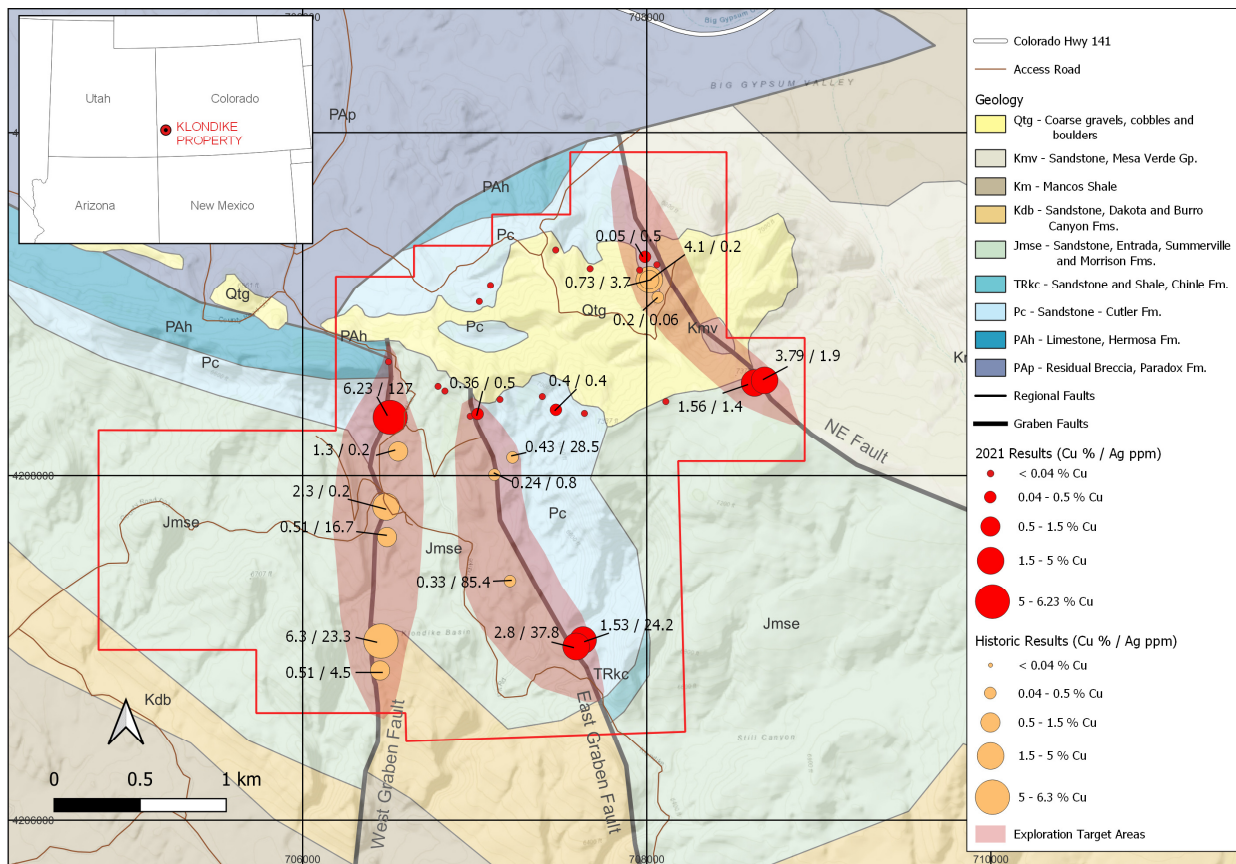 706000
708000
Big Gypsum
BIG GYPSUM VALLEY
Utah
Colorado
KLONDIKE
PROPERTY
Arizona
New Mexico
PAp
PAh
Pc
0.05 / 0.5
4.1 / 0.2
0.73 / 3.7
Qtg
0.2 / 0.06
Kmv
Qtg
PAh
PAh
Pc
Pc
3.79 / 1.9
1.56 / 1.4
6.23 / 127
0.36 / 0.5
0.4 / 0.4
NE Fault
1.3 / 0.2
0.43 / 28.5
0.24 / 0.8
4200000
2.3 / 0.2
Pc
Jmse
0.51 / 16.7
Jmse
0.33 / 85.4
6.3 / 23.3
Klondike Basin
2.8 / 37.8
1.53 / 24.2
Jmse
0.51 / 4.5
TRkc
Kdb
West Graben Fault
East Graben Fault
Krill Canyon
0 0.5 1 km
4200000
706000
708000
710000
Colorado Hwy 141
Access Road
Geology
Qtg - Coarse gravels, cobbles and
boulders
Kmv - Sandstone, Mesa Verde Gp.
Km - Mancos Shale
Kdb - Sandstone, Dakota and Burro
Canyon Fms.
Jmse - Sandstone, Entrada, Summerville
and Morrison Fms.
TRkc - Sandstone and Shale, Chinle Fm.
Pc - Sandstone - Cutler Fm.
PAh - Limestone, Hermosa Fm.
PAp - Residual Breccia, Paradox Fm.
Regional Faults
Graben Faults
2021 Results (Cu % / Ag ppm)
< 0.04 % Cu
0.04 - 0.5 % Cu
0.5 - 1.5 % Cu
1.5 - 5 % Cu
5 - 6.23 % Cu
Historic Results (Cu % / Ag ppm)
< 0.04 % Cu
0.04 - 0.5 % Cu
0.5 - 1.5 % Cu
1.5 - 5 % Cu
5 - 6.3 % Cu
Exploration Target Areas